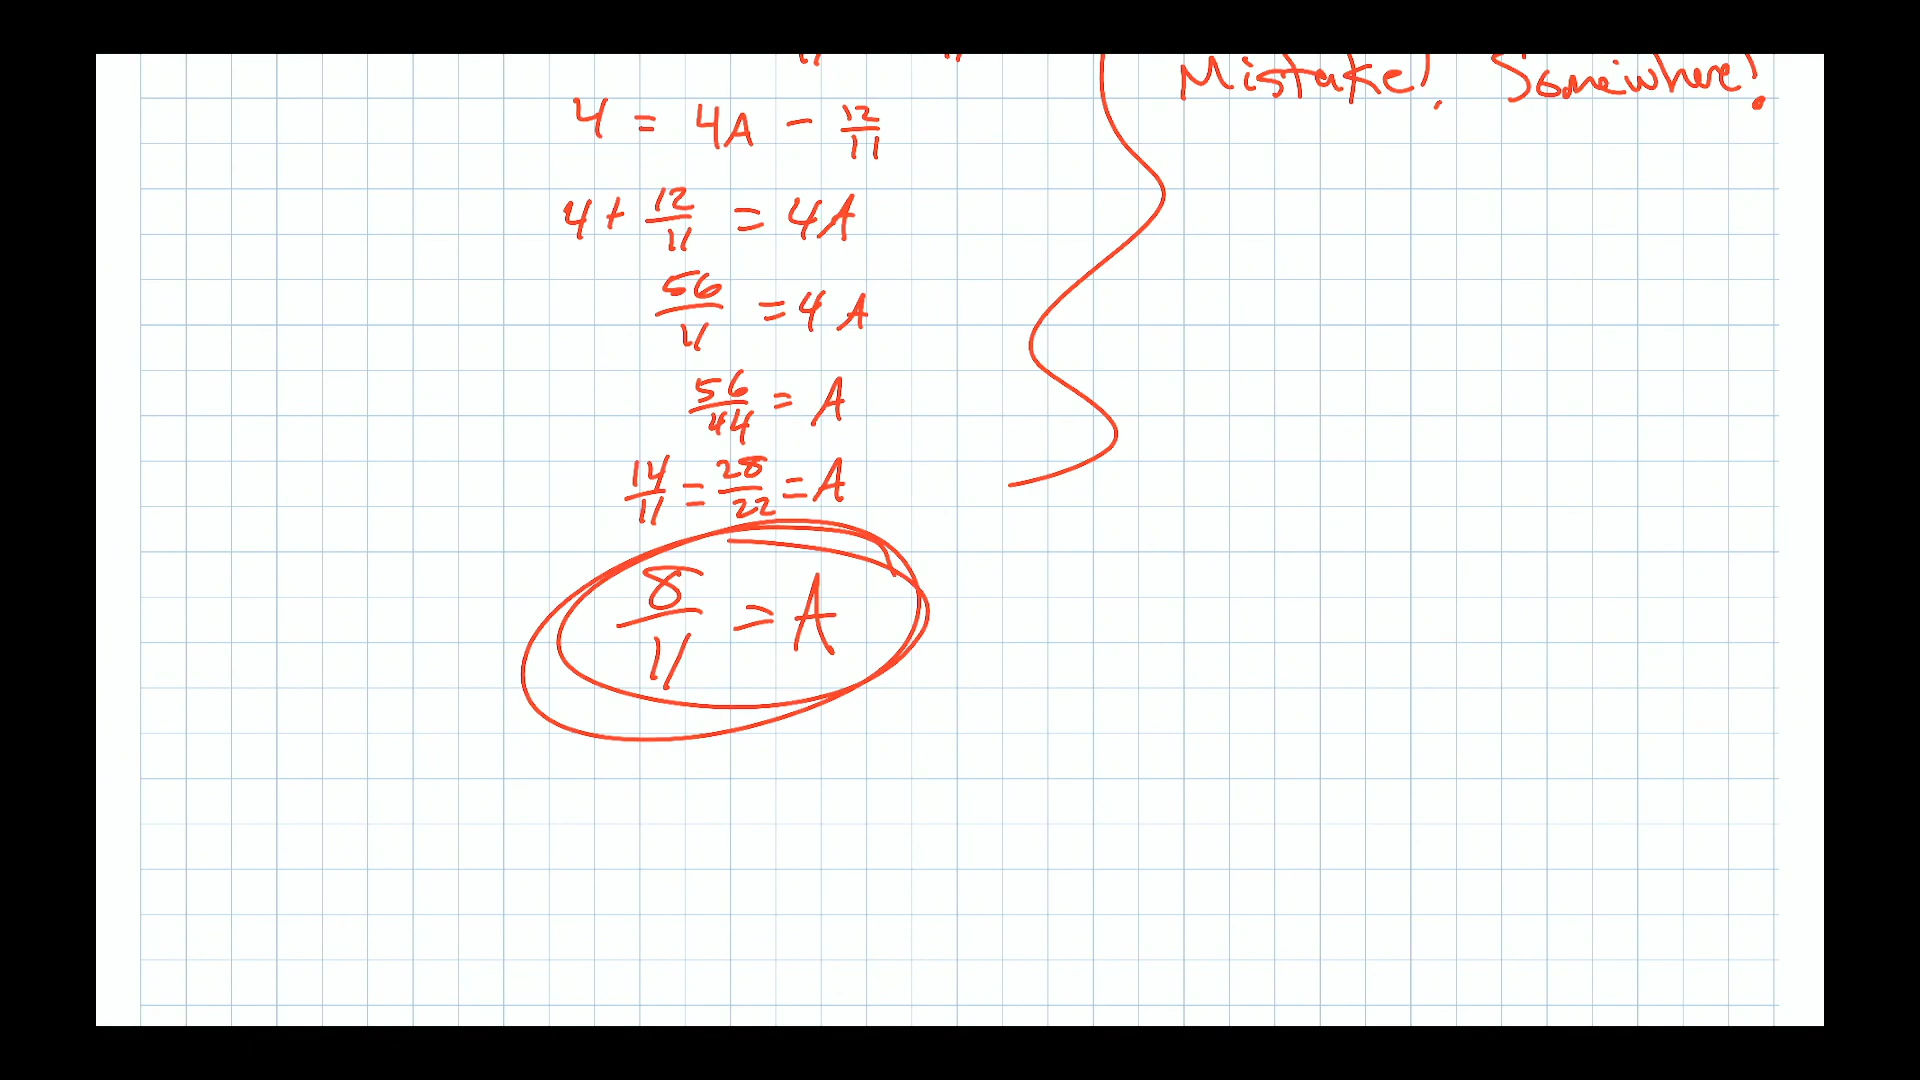 Mistake! Somewhere!
4 = 4A - 12/11
4 + 12/11 = 4A
56/11 = 4A
56/44 = A
14/11 = 28/22 = A
8/11 = A